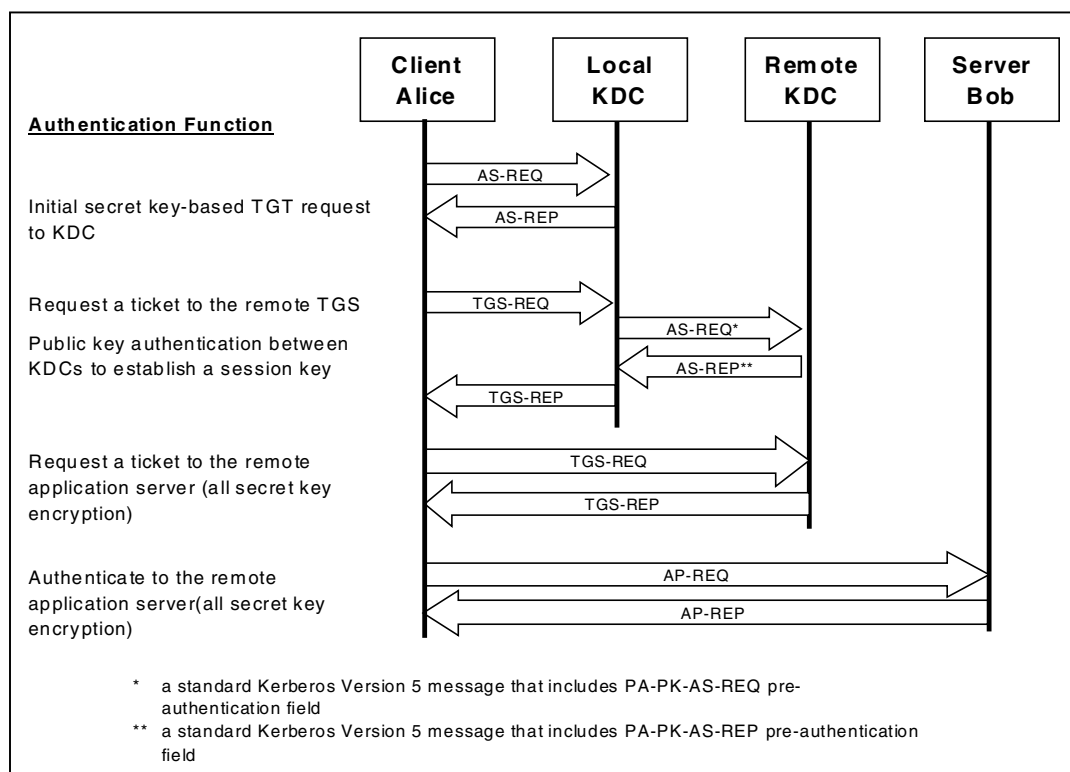 Client
Alice
Local
KDC
Remote
KDC
Server
Bob
Authentication Function
AS-REQ
Initial secret key-based TGT request
to KDC
AS-REP
Request a ticket to the remote TGS
TGS-REQ
Public key authentication between
KDCs to establish a session key
AS-REQ*
AS-REP**
TGS-REP
Request a ticket to the remote
application server (all secret key
encryption)
TGS-REQ
TGS-REP
Authenticate to the remote
application server(all secret key
encryption)
AP-REQ
AP-REP
* a standard Kerberos Version 5 message that includes PA-PK-AS-REQ pre-
authentication field
** a standard Kerberos Version 5 message that includes PA-PK-AS-REP pre-authentication
field